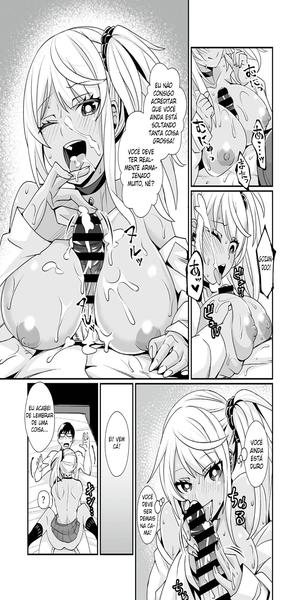 EU NÃO
CONSIGO
ACREDITAR
QUE VOCÊ
AINDA ESTÁ
SOLTANDO
TANTA COISA
GROSSA!
VOCÊ DEVE
TER REAL-
MENTE ARMA-
ZENADO
MUITO, NÉ?
GOZAN-
DOO!
VOCÊ
AINDA ESTÁ
DURO
VOCÊ
DEVE SER
DEMAIS NA
CAMA!
EI! VEM
CÁ!
EU ACABEI
DE LEMBRAR
DE UMA
COISA...
?